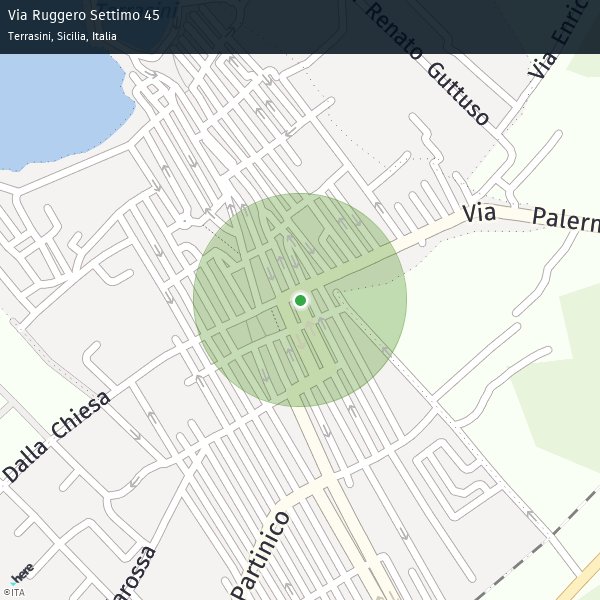 Via Ruggero Settimo 45
Terrasini, Sicilia, Italia
Terrasini
Renato Guttuso
Via Enric
Via Palerm
Dalla Chiesa
Partinico
arossa
here
©ITA